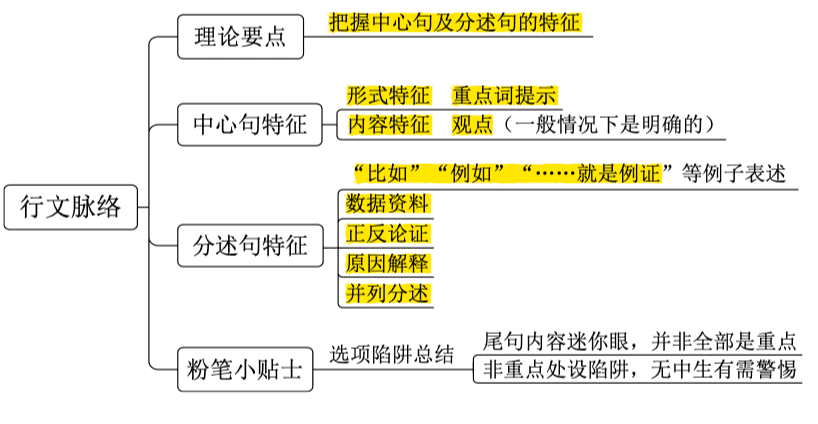 行文脉络
理论要点
把握中心句及分述句的特征
中心句特征
形式特征 重点词提示
内容特征 观点（一般情况下是明确的）
分述句特征
“比如”“例如”“……就是例证”等例子表述
数据资料
正反论证
原因解释
并列分述
粉笔小贴士
选项陷阱总结
尾句内容迷你眼，并非全部是重点
非重点处设陷阱，无中生有需警惕